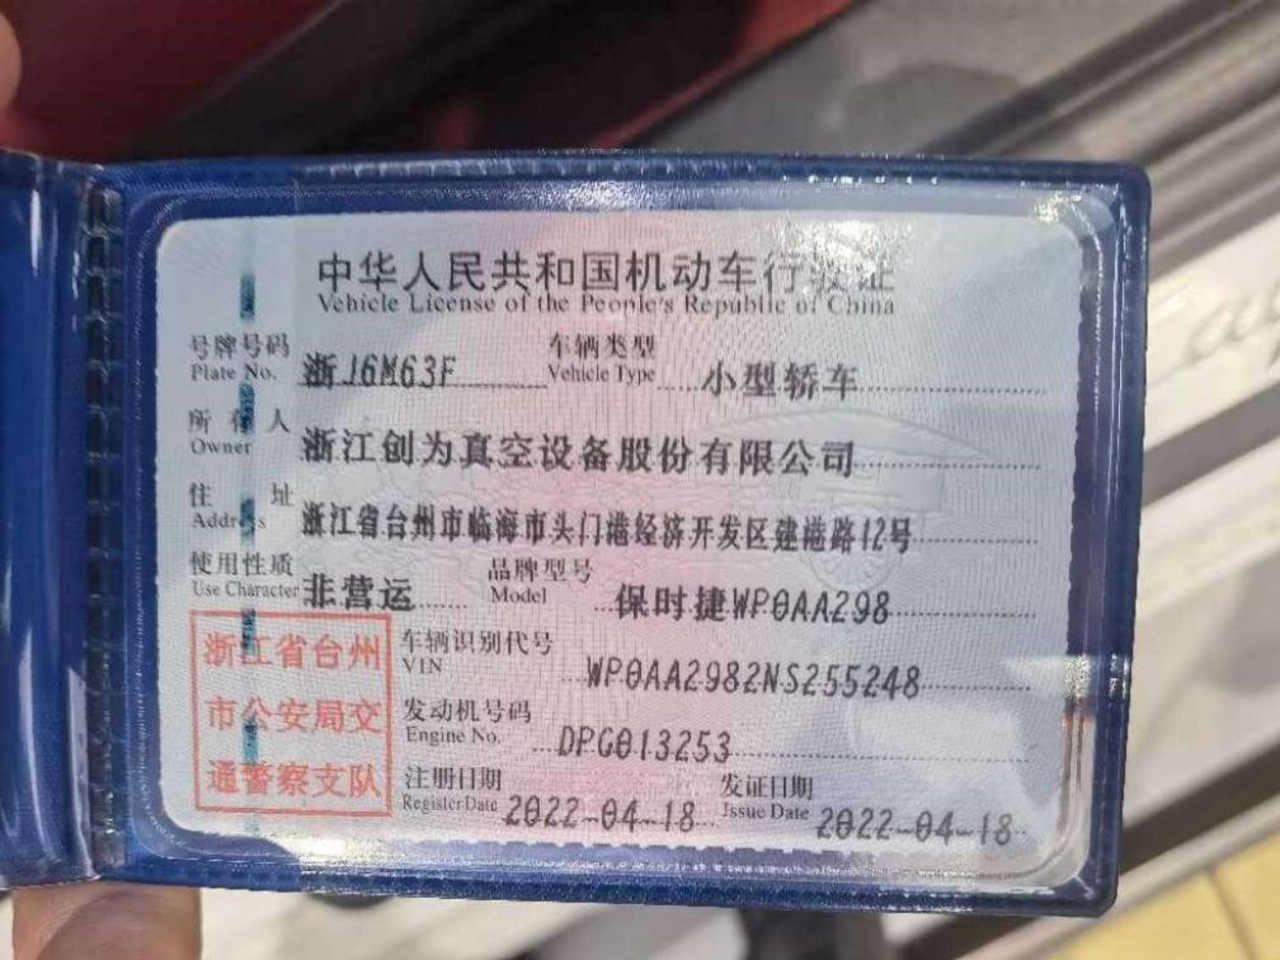 中华人民共和国机动车行驶证
Vehicle License of the People's Republic of China
号牌号码 浙J6M63F 车辆类型 小型轿车
Plate No. Vehicle Type
所有人 浙江创为真空设备股份有限公司
Owner
住址 浙江省台州市临海市头门港经济开发区建港路12号
Address
使用性质 非营运 品牌型号 保时捷WP0AA298
Use Character Model
浙江省台州
市公安局交
通警察支队
车辆识别代号 WP0AA2982NS255248
VIN
发动机号码 DPG013253
Engine No.
注册日期 2022-04-18 发证日期 2022-04-18
Register Date Issue Date